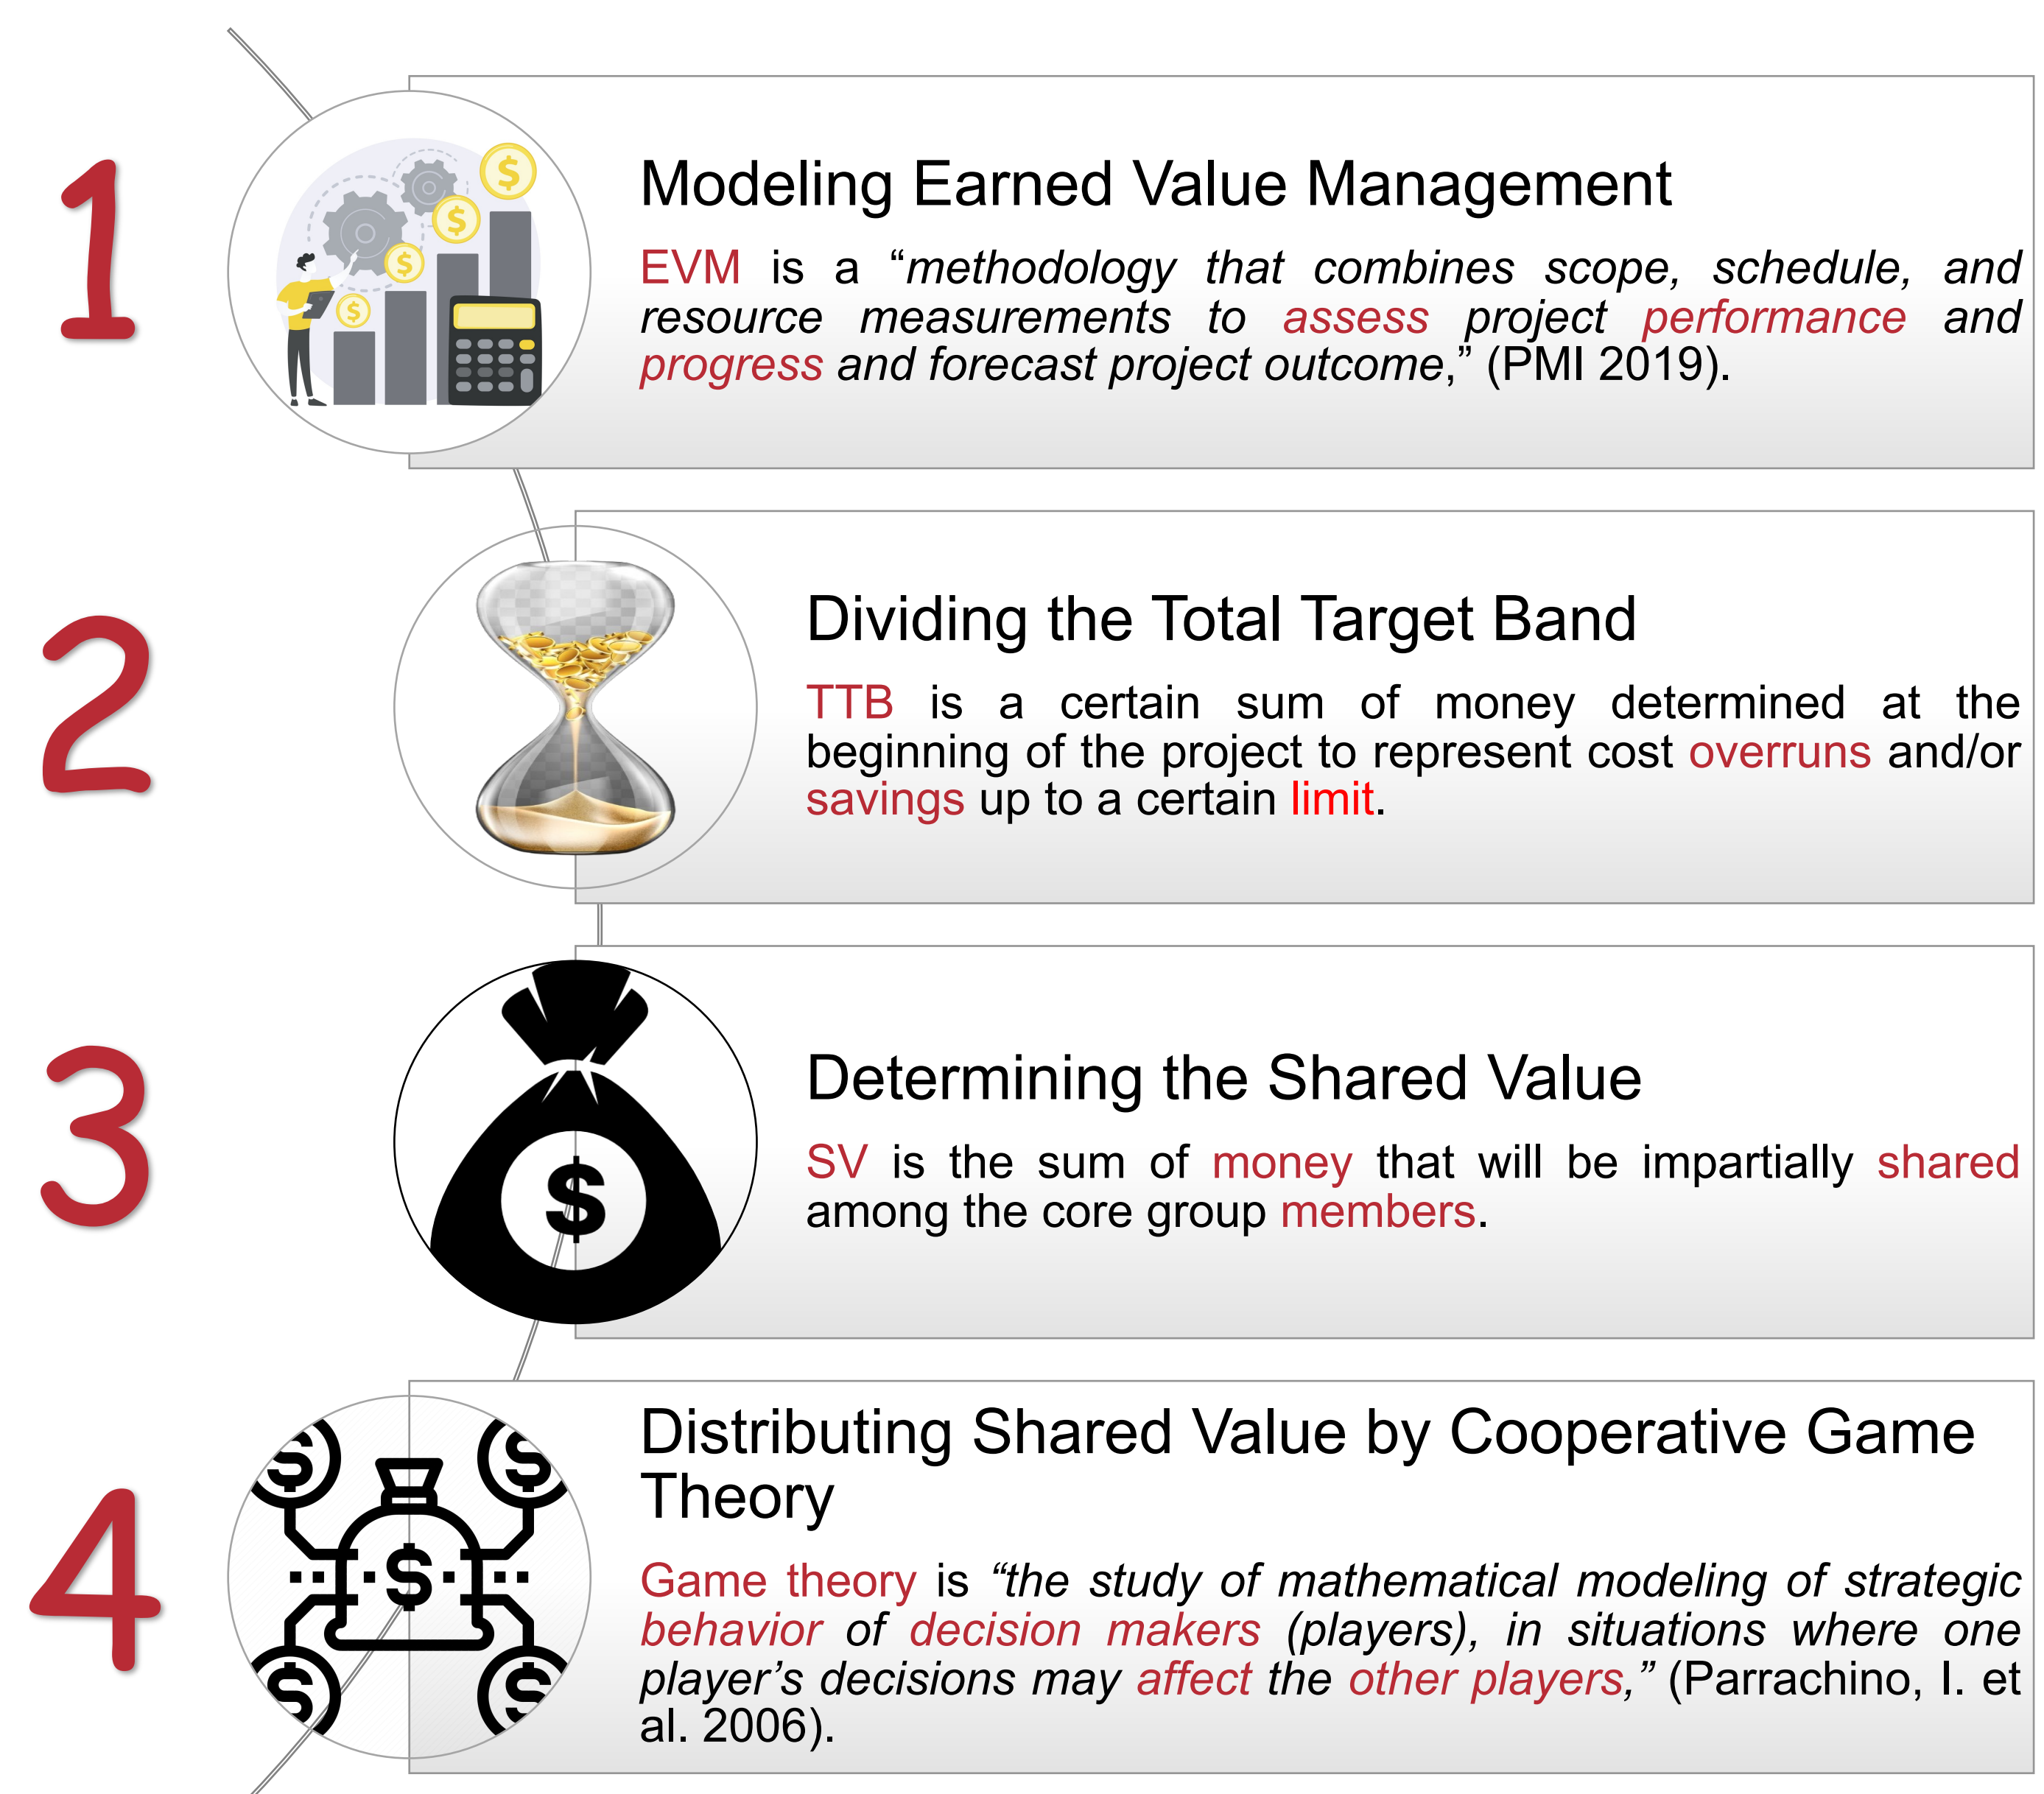 1
Modeling Earned Value Management
EVM is a “methodology that combines scope, schedule, and
resource measurements to assess project performance and
progress and forecast project outcome,” (PMI 2019).
2
Dividing the Total Target Band
TTB is a certain sum of money determined at the
beginning of the project to represent cost overruns and/or
savings up to a certain limit.
3
Determining the Shared Value
SV is the sum of money that will be impartially shared
among the core group members.
4
Distributing Shared Value by Cooperative Game
Theory
Game theory is “the study of mathematical modeling of strategic
behavior of decision makers (players), in situations where one
player’s decisions may affect the other players,” (Parrachino, I. et
al. 2006).